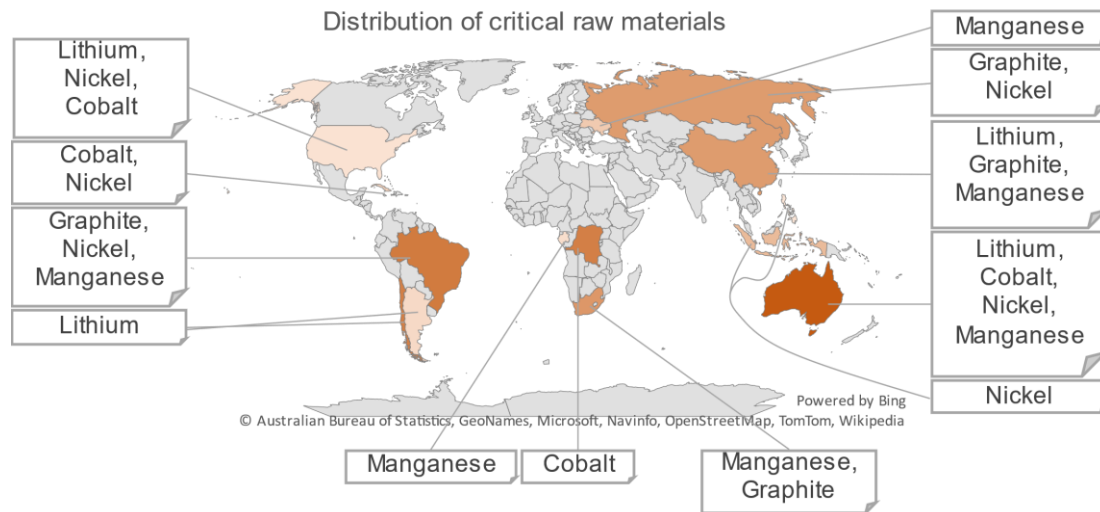 Distribution of critical raw materials
Lithium,
Nickel,
Cobalt
Cobalt,
Nickel
Graphite,
Nickel,
Manganese
Lithium
Manganese
Graphite,
Nickel
Lithium,
Graphite,
Manganese
Lithium,
Cobalt,
Nickel,
Manganese
Nickel
Powered by Bing
© Australian Bureau of Statistics, GeoNames, Microsoft, Navinfo, OpenStreetMap, TomTom, Wikipedia
Manganese
Cobalt
Manganese,
Graphite